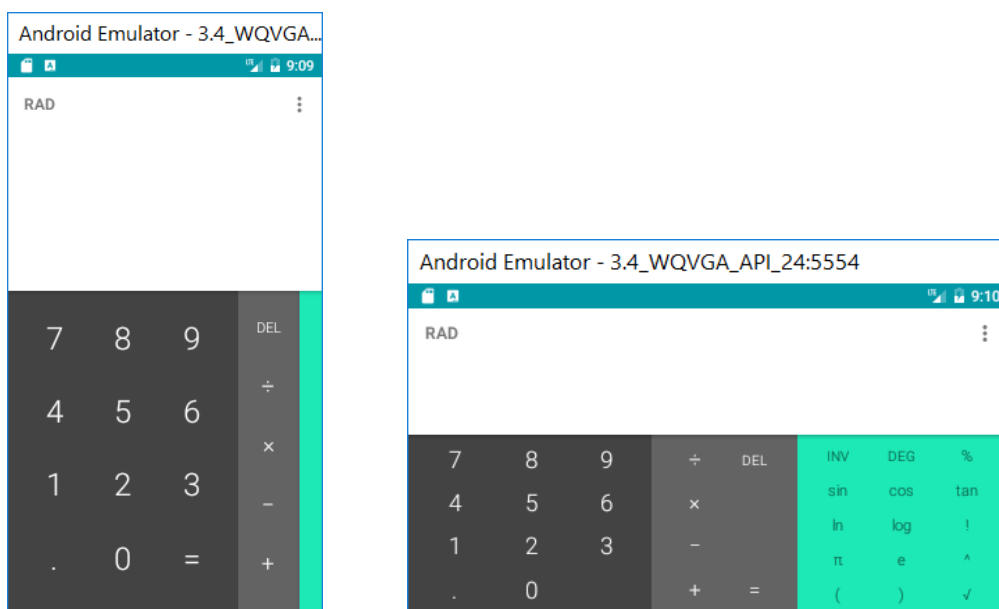 Android Emulator - 3.4_WQVGA...
LTE 9:09
RAD
7 8 9 DEL
÷
4 5 6
×
1 2 3
−
. 0 = +
Android Emulator - 3.4_WQVGA_API_24:5554
LTE 9:10
RAD
7 8 9 ÷ DEL INV DEG %
4 5 6 × sin cos tan
1 2 3 − ln log !
π e ^
. 0 + = ( ) √